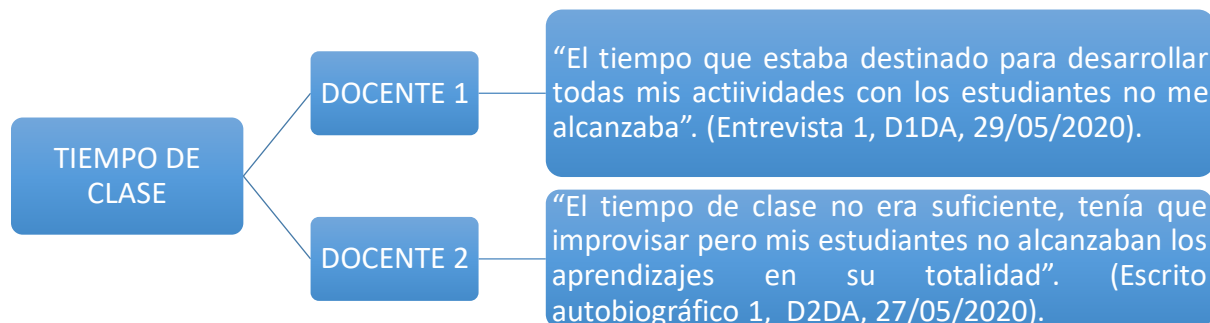 TIEMPO DE
CLASE
DOCENTE 1
“El tiempo que estaba destinado para desarrollar
todas mis actiividades con los estudiantes no me
alcanzaba”. (Entrevista 1, D1DA, 29/05/2020).
DOCENTE 2
“El tiempo de clase no era suficiente, tenía que
improvisar pero mis estudiantes no alcanzaban los
aprendizajes en su totalidad”. (Escrito
autobiográfico 1, D2DA, 27/05/2020).